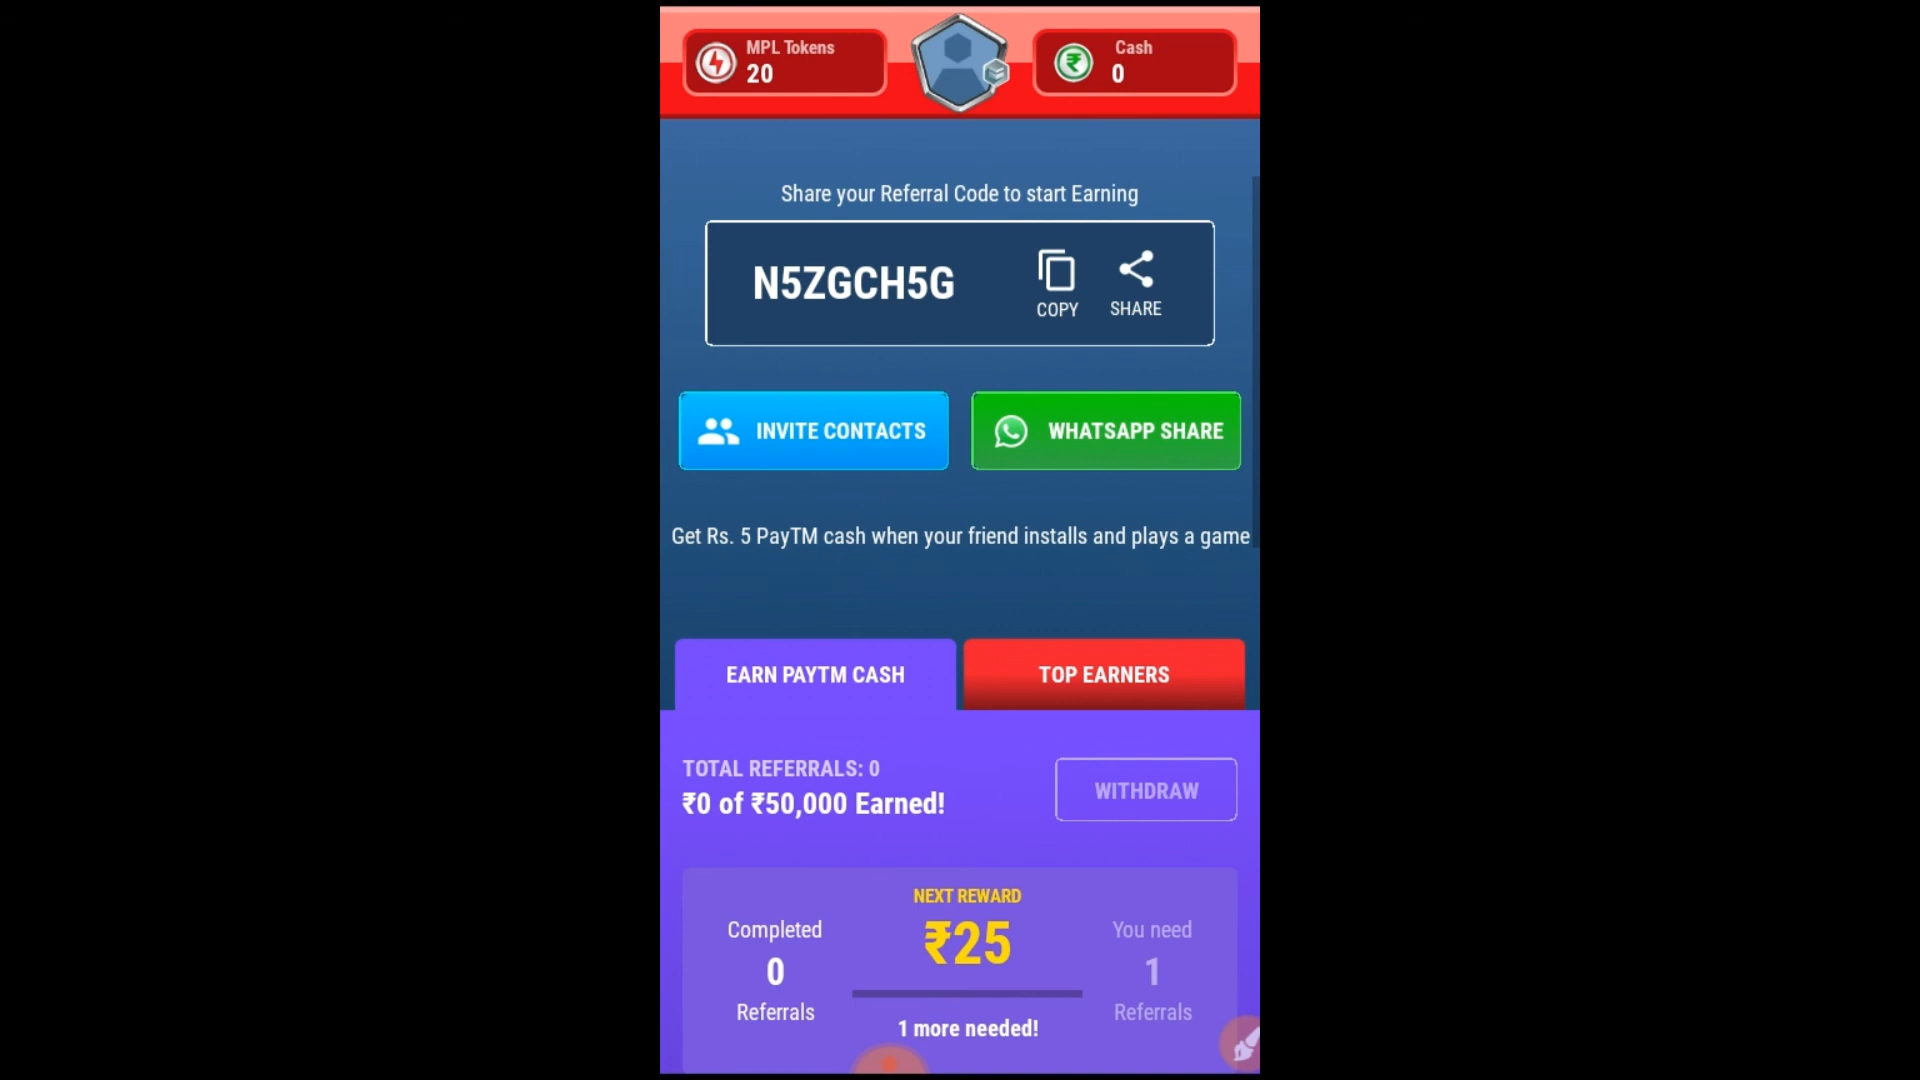 MPL Tokens
20
Cash
0
Share your Referral Code to start Earning
N5ZGCH5G
COPY
SHARE
INVITE CONTACTS
WHATSAPP SHARE
Get Rs. 5 PayTM cash when your friend installs and plays a game
EARN PAYTM CASH
TOP EARNERS
TOTAL REFERRALS: 0
₹0 of ₹50,000 Earned!
WITHDRAW
NEXT REWARD
₹25
Completed
0
Referrals
You need
1
Referrals
1 more needed!